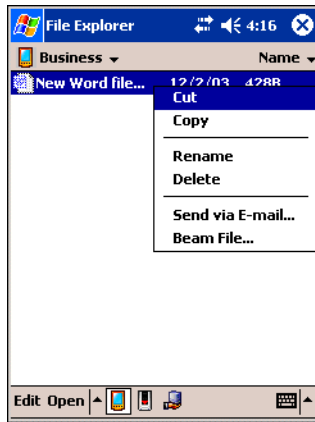 File Explorer 4:16
Business Name
New Word file... 12/2/03 428B
Cut
Copy
Rename
Delete
Send via E-mail...
Beam File...
Edit Open